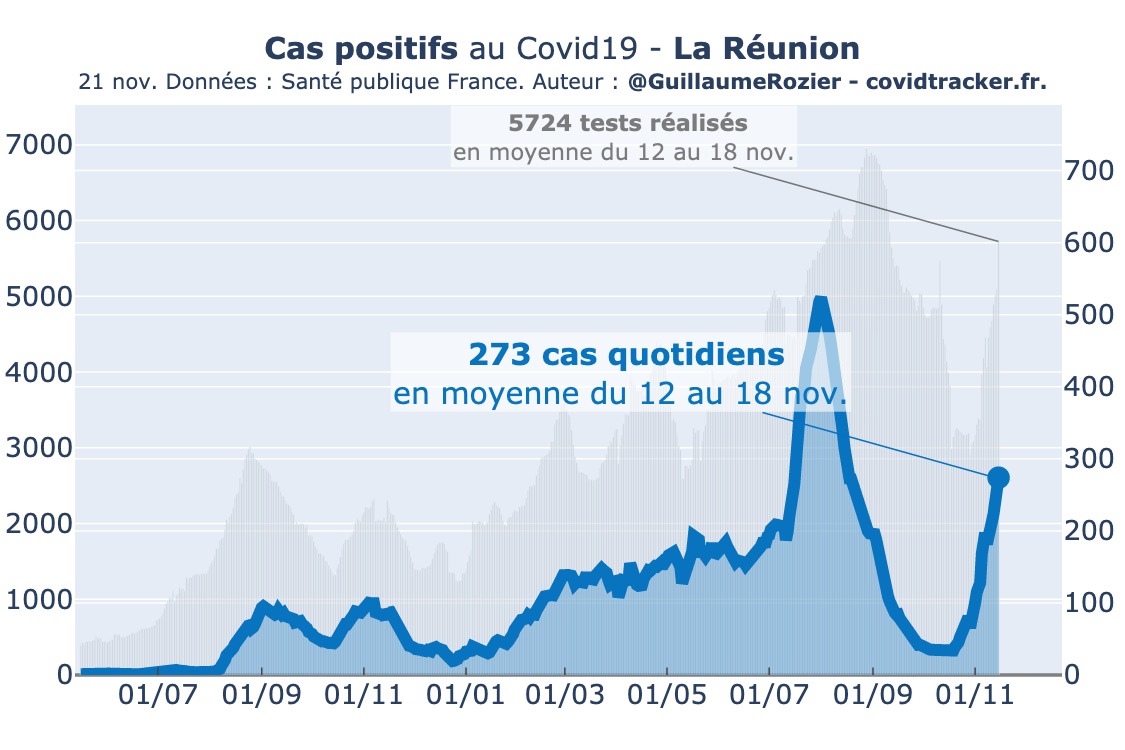 Cas positifs au Covid19 - La Réunion
21 nov. Données : Santé publique France. Auteur : @GuillaumeRozier - covidtracker.fr.
5724 tests réalisés
en moyenne du 12 au 18 nov.
273 cas quotidiens
en moyenne du 12 au 18 nov.
7000
6000
5000
4000
3000
2000
1000
0
700
600
500
400
300
200
100
0
01/07 01/09 01/11 01/01 01/03 01/05 01/07 01/09 01/11